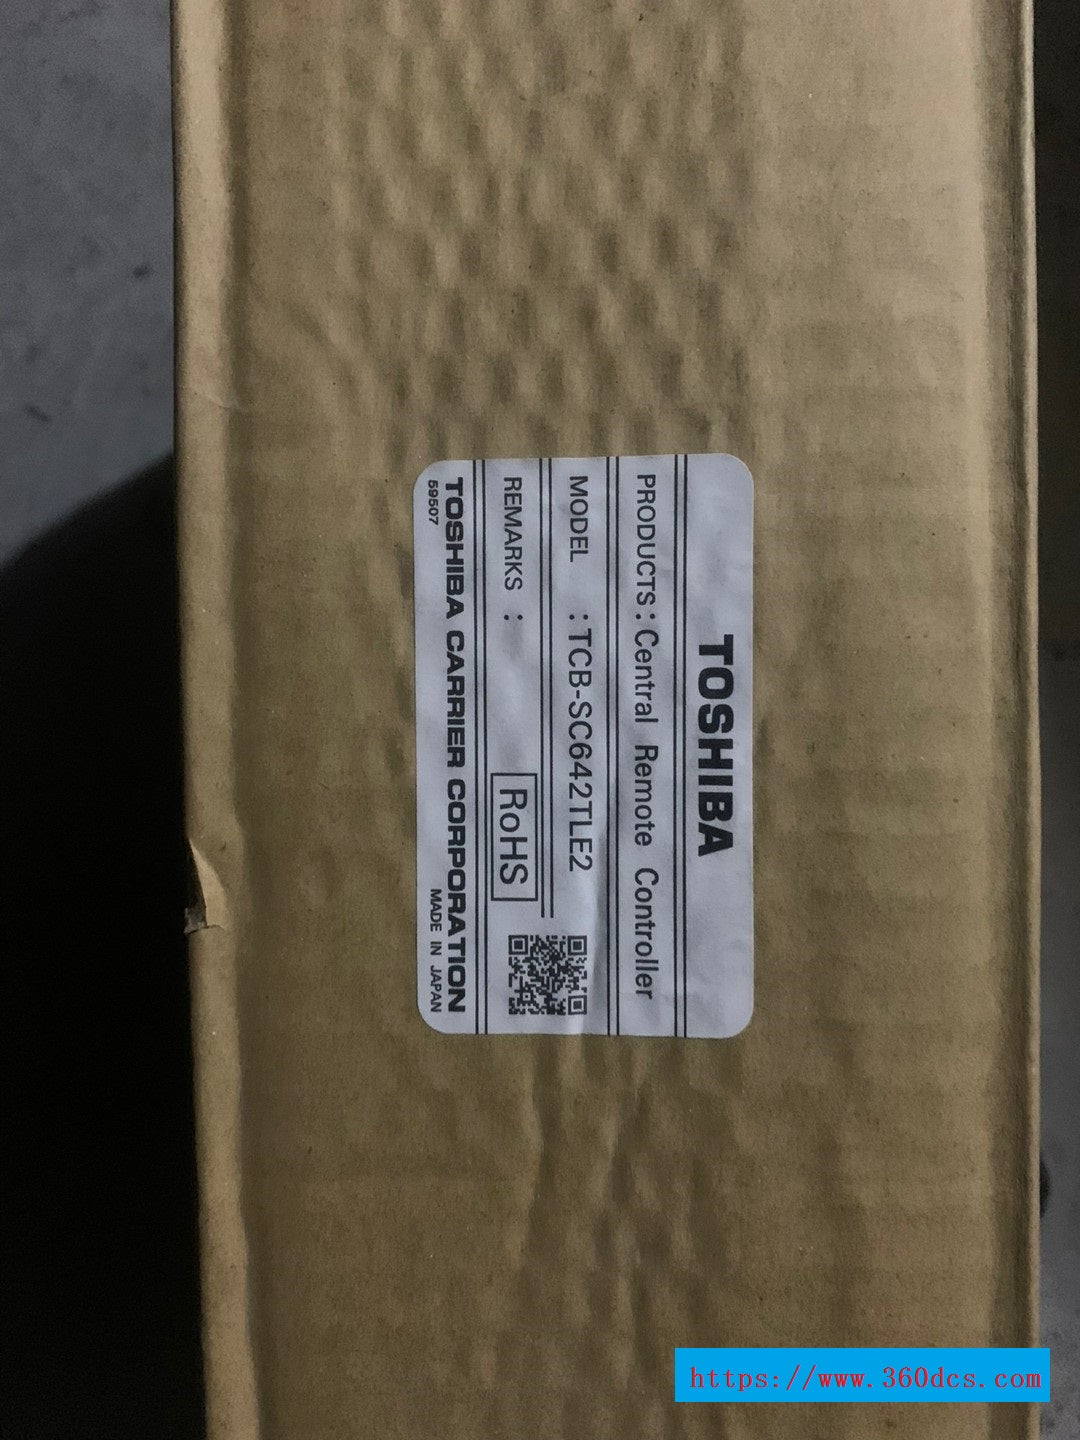 TOSHIBA
PRODUCTS:Central Remote Controller
MODEL :TCB-SC642TLE2
REMARKS :
RoHS
TOSHIBA CARRIER CORPORATION
59507 MADE IN JAPAN
https://www.360dcs.com